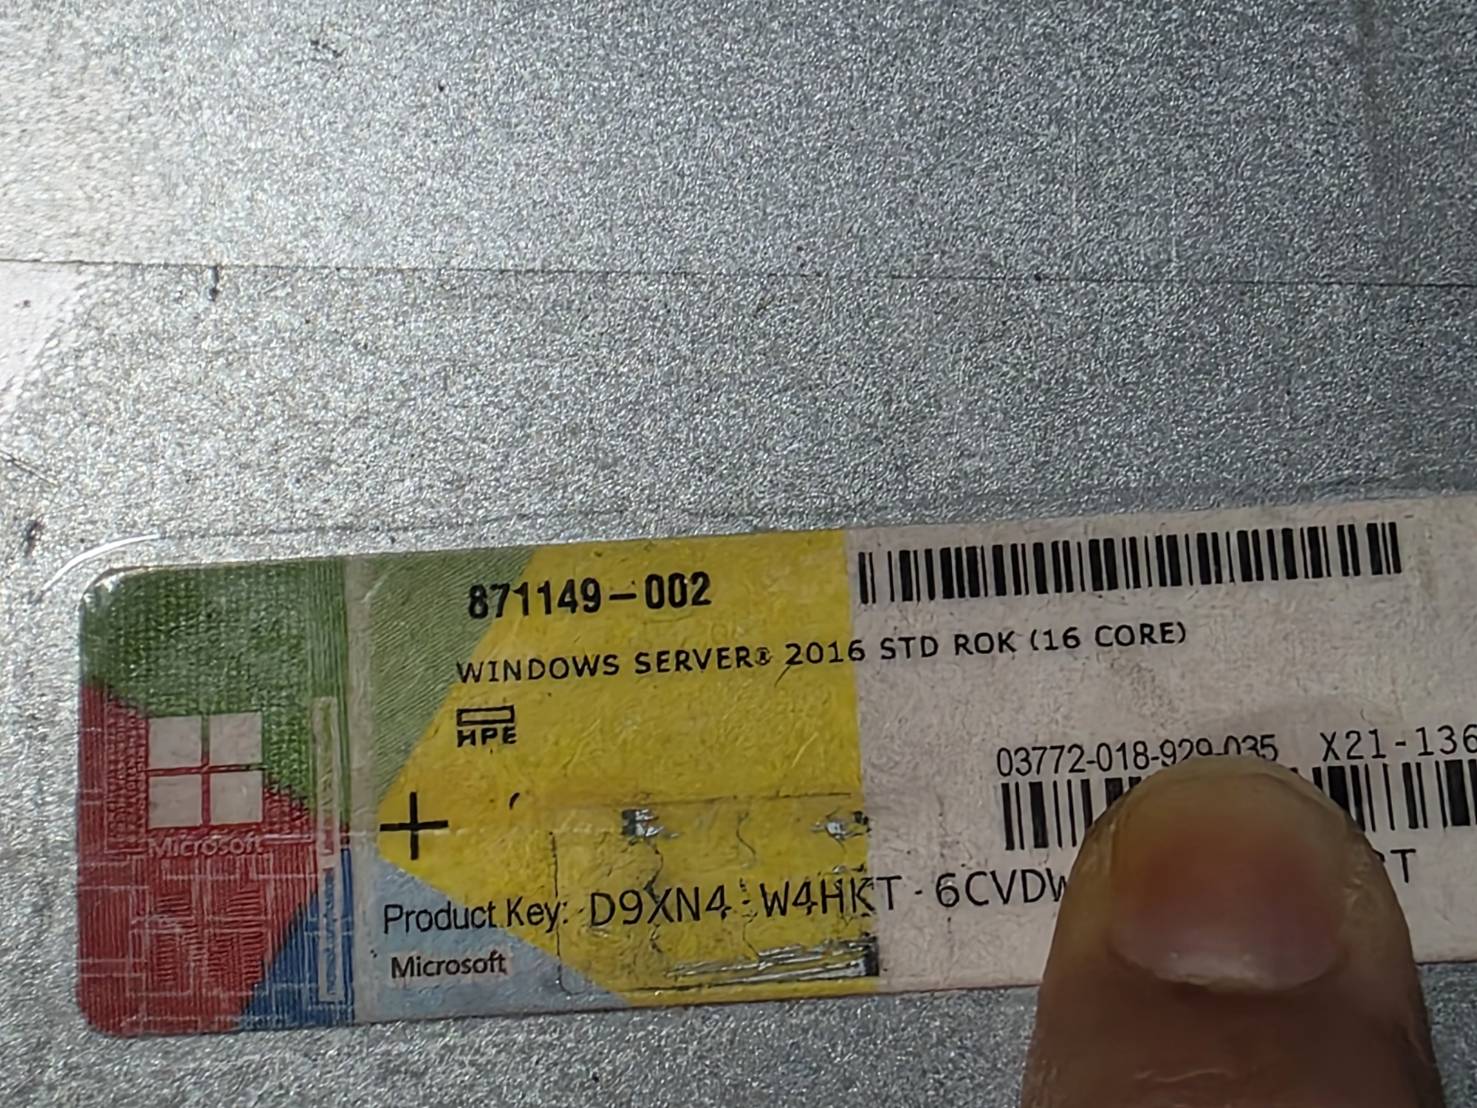 871149-002
WINDOWS SERVER® 2016 STD ROK (16 CORE)
HPE
03772-018-929-035 X21-136
Microsoft
Product Key: D9XN4-W4HKT-6CVD
Microsoft